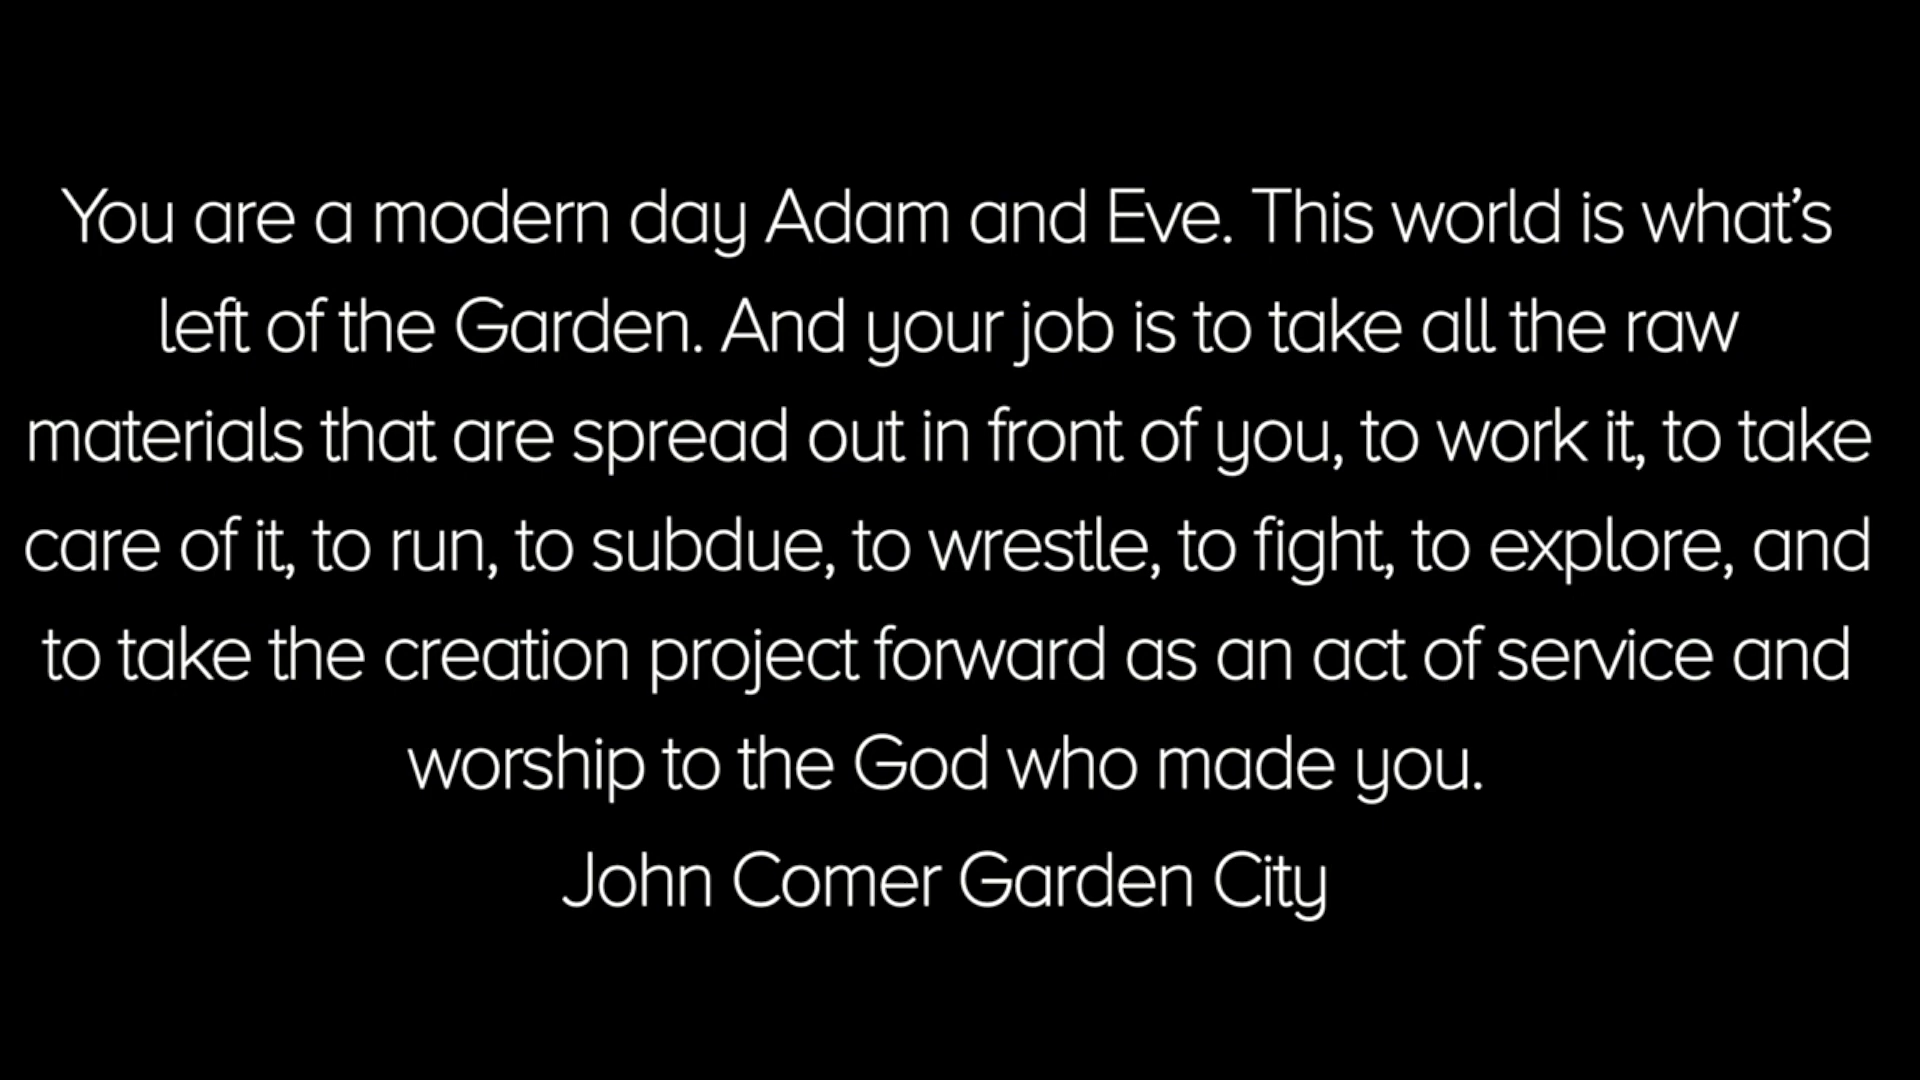 You are a modern day Adam and Eve. This world is what’s
left of the Garden. And your job is to take all the raw
materials that are spread out in front of you, to work it, to take
care of it, to run, to subdue, to wrestle, to fight, to explore, and
to take the creation project forward as an act of service and
worship to the God who made you.
John Comer Garden City